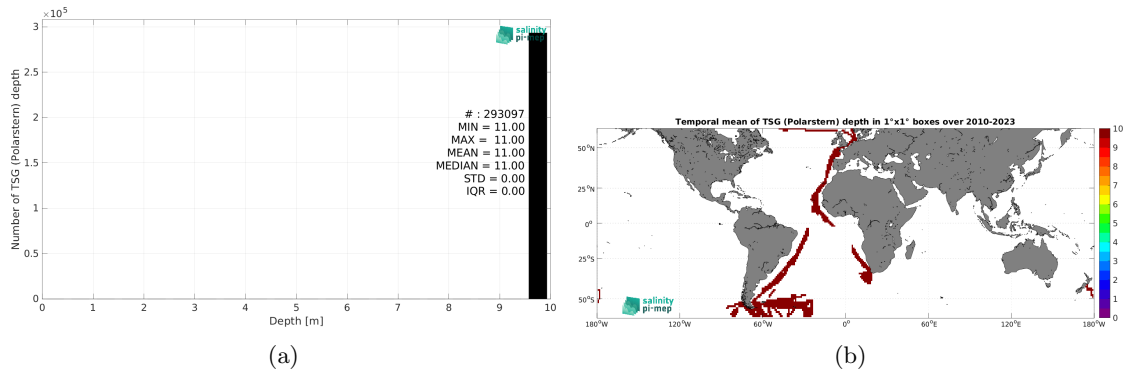 ×10⁵
3
2.5
2
1.5
1
0.5
0
Number of TSG (Polarstern) depth
salinity
pi-mep
# : 293097
MIN = 11.00
MAX = 11.00
MEAN = 11.00
MEDIAN = 11.00
STD = 0.00
IQR = 0.00
0 1 2 3 4 5 6 7 8 9 10
Depth [m]
(a)
Temporal mean of TSG (Polarstern) depth in 1°x1° boxes over 2010-2023
50°N
25°N
0°
25°S
50°S
salinity
pi-mep
180°W 120°W 60°W 0° 60°E 120°E 180°W
10
9
8
7
6
5
4
3
2
1
0
(b)